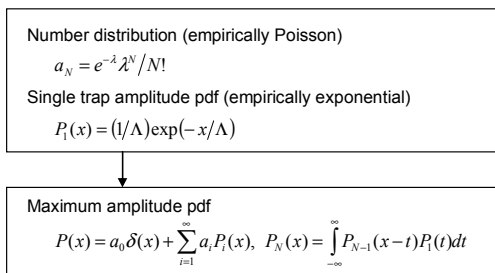 Number distribution (empirically Poisson)
a_N = e^{-λ} λ^N / N!
Single trap amplitude pdf (empirically exponential)
P_1(x) = (1/Λ) exp(−x/Λ)
Maximum amplitude pdf
P(x) = a_0 δ(x) + ∑_{i=1}^{∞} a_i P_i(x), P_N(x) = ∫_{−∞}^{∞} P_{N−1}(x−t) P_1(t) dt